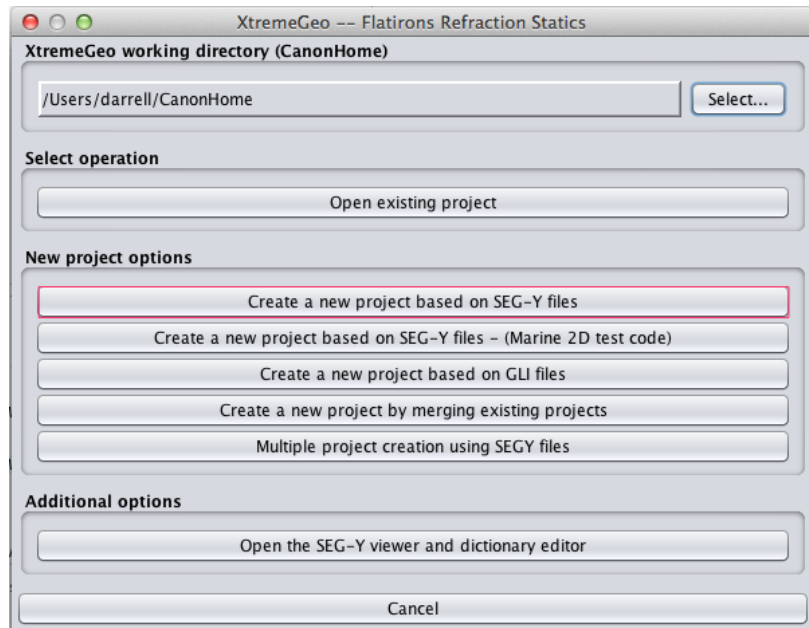 XtremeGeo -- Flatirons Refraction Statics
XtremeGeo working directory (CanonHome)
/Users/darrell/CanonHome
Select...
Select operation
Open existing project
New project options
Create a new project based on SEG-Y files
Create a new project based on SEG-Y files - (Marine 2D test code)
Create a new project based on GLI files
Create a new project by merging existing projects
Multiple project creation using SEGY files
Additional options
Open the SEG-Y viewer and dictionary editor
Cancel